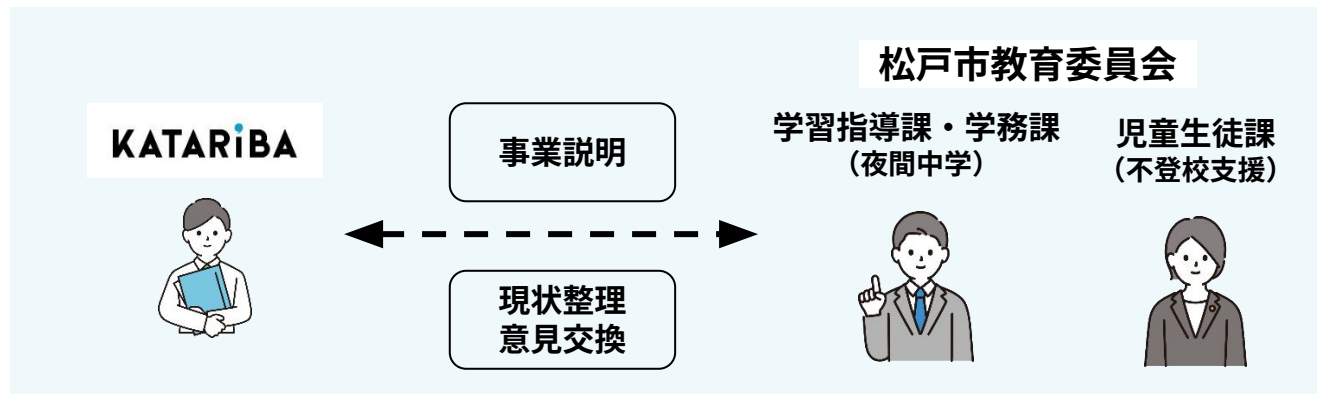 松戸市教育委員会
KATARiBA
事業説明
学習指導課・学務課
（夜間中学）
児童生徒課
（不登校支援）
現状整理
意見交換